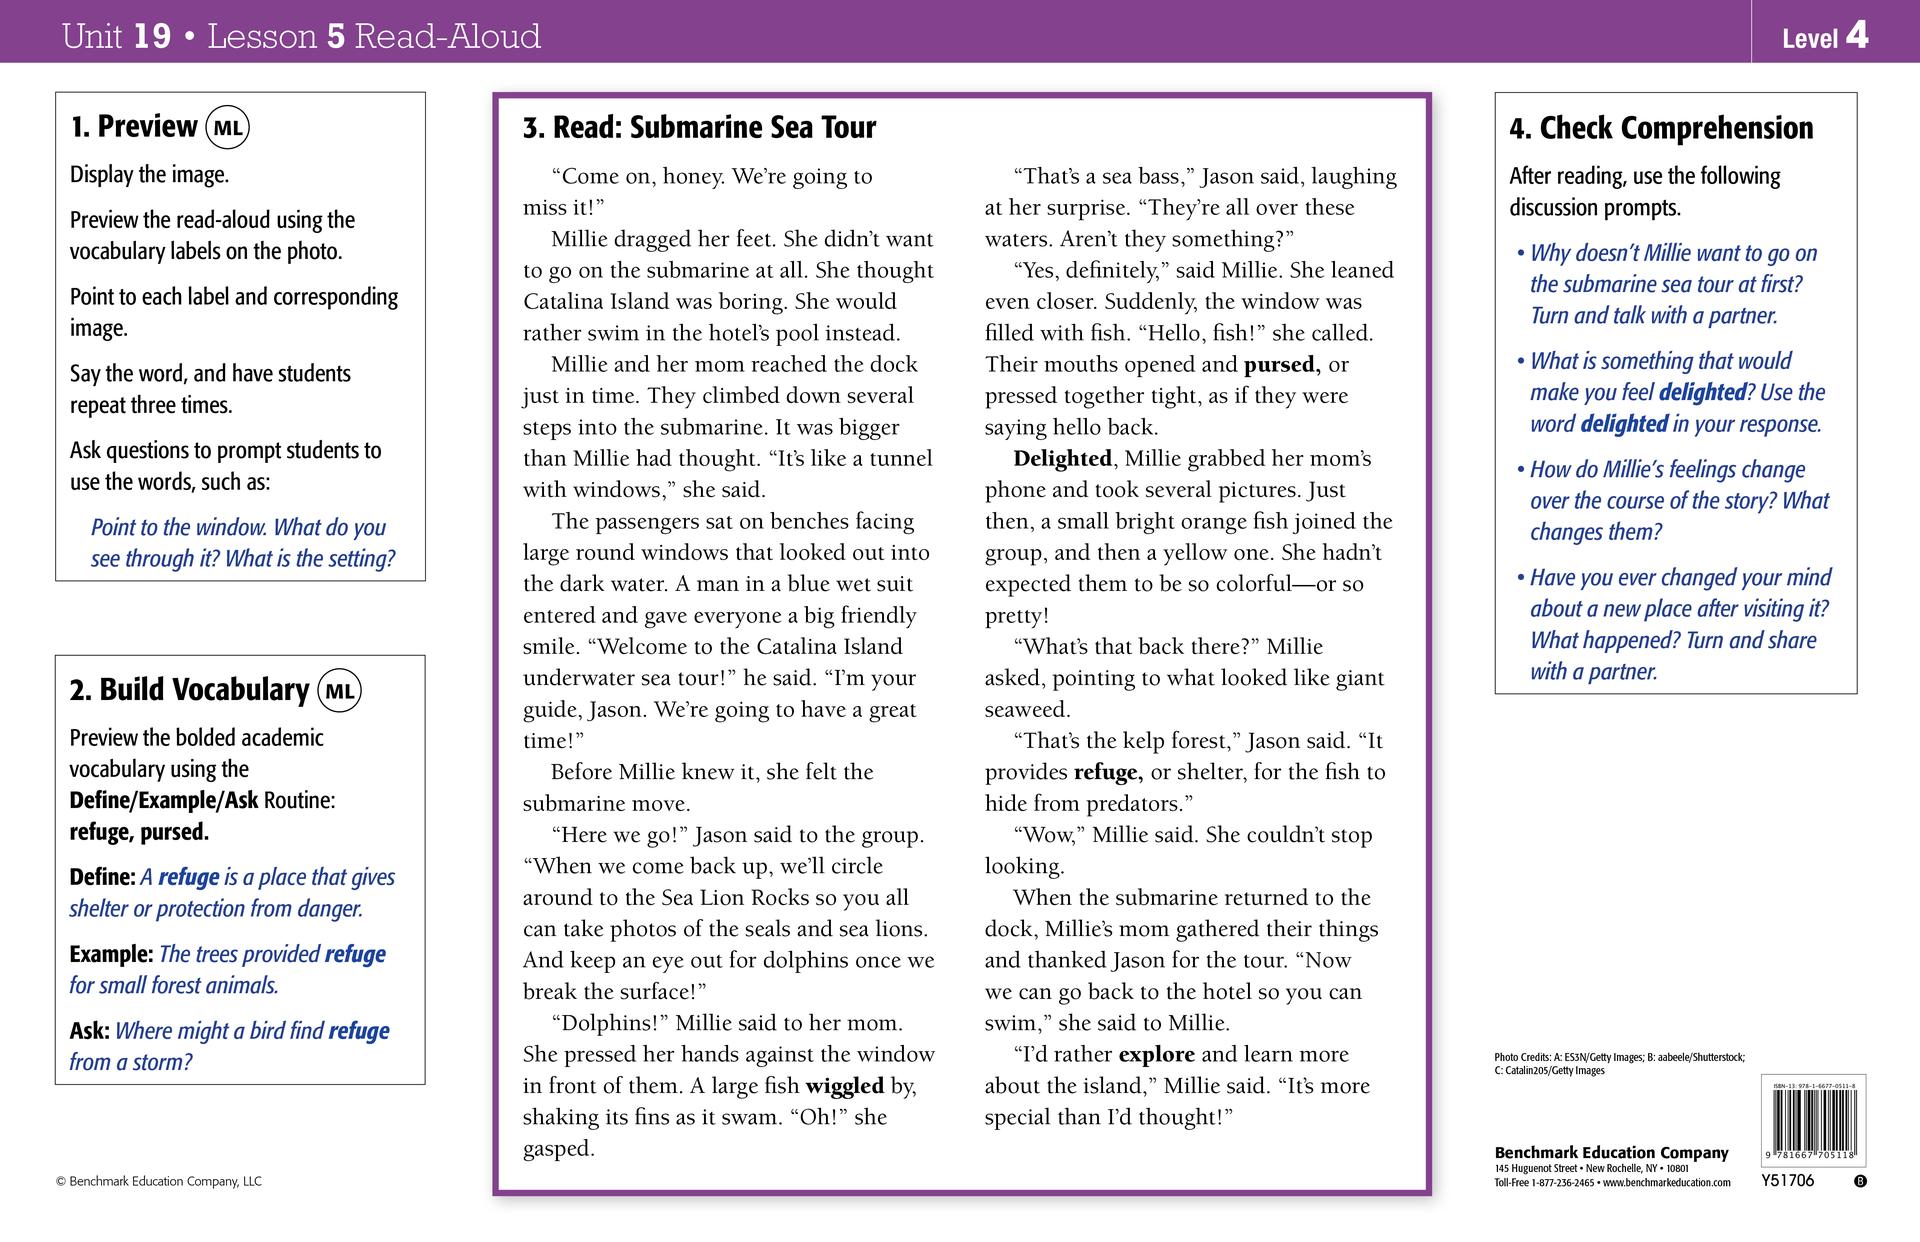 Unit 19 • Lesson 5 Read-Aloud
Level 4
1. Preview ML
Display the image.
Preview the read-aloud using the
vocabulary labels on the photo.
Point to each label and corresponding
image.
Say the word, and have students
repeat three times.
Ask questions to prompt students to
use the words, such as:
Point to the window. What do you
see through it? What is the setting?
2. Build Vocabulary ML
Preview the bolded academic
vocabulary using the
Define/Example/Ask Routine:
refuge, pursed.
Define: A refuge is a place that gives
shelter or protection from danger.
Example: The trees provided refuge
for small forest animals.
Ask: Where might a bird find refuge
from a storm?
© Benchmark Education Company, LLC
3. Read: Submarine Sea Tour
“Come on, honey. We’re going to
miss it!”
Millie dragged her feet. She didn’t want
to go on the submarine at all. She thought
Catalina Island was boring. She would
rather swim in the hotel’s pool instead.
Millie and her mom reached the dock
just in time. They climbed down several
steps into the submarine. It was bigger
than Millie had thought. “It’s like a tunnel
with windows,” she said.
The passengers sat on benches facing
large round windows that looked out into
the dark water. A man in a blue wet suit
entered and gave everyone a big friendly
smile. “Welcome to the Catalina Island
underwater sea tour!” he said. “I’m your
guide, Jason. We’re going to have a great
time!”
Before Millie knew it, she felt the
submarine move.
“Here we go!” Jason said to the group.
“When we come back up, we’ll circle
around to the Sea Lion Rocks so you all
can take photos of the seals and sea lions.
And keep an eye out for dolphins once we
break the surface!”
“Dolphins!” Millie said to her mom.
She pressed her hands against the window
in front of them. A large fish wiggled by,
shaking its fins as it swam. “Oh!” she
gasped.
“That’s a sea bass,” Jason said, laughing
at her surprise. “They’re all over these
waters. Aren’t they something?”
“Yes, definitely,” said Millie. She leaned
even closer. Suddenly, the window was
filled with fish. “Hello, fish!” she called.
Their mouths opened and pursed, or
pressed together tight, as if they were
saying hello back.
Delighted, Millie grabbed her mom’s
phone and took several pictures. Just
then, a small bright orange fish joined the
group, and then a yellow one. She hadn’t
expected them to be so colorful—or so
pretty!
“What’s that back there?” Millie
asked, pointing to what looked like giant
seaweed.
“That’s the kelp forest,” Jason said. “It
provides refuge, or shelter, for the fish to
hide from predators.”
“Wow,” Millie said. She couldn’t stop
looking.
When the submarine returned to the
dock, Millie’s mom gathered their things
and thanked Jason for the tour. “Now
we can go back to the hotel so you can
swim,” she said to Millie.
“I’d rather explore and learn more
about the island,” Millie said. “It’s more
special than I’d thought!”
4. Check Comprehension
After reading, use the following
discussion prompts.
• Why doesn’t Millie want to go on
the submarine sea tour at first?
Turn and talk with a partner.
• What is something that would
make you feel delighted? Use the
word delighted in your response.
• How do Millie’s feelings change
over the course of the story? What
changes them?
• Have you ever changed your mind
about a new place after visiting it?
What happened? Turn and share
with a partner.
Photo Credits: A: ES3N/Getty Images; B: aabeele/Shutterstock;
C: Catalin205/Getty Images
Benchmark Education Company
145 Huguenot Street • New Rochelle, NY • 10801
Toll-Free 1-877-236-2465 • www.benchmarkeducation.com
ISBN-13: 978-1-6677-0511-8
9 781667 705118
Y51706
B